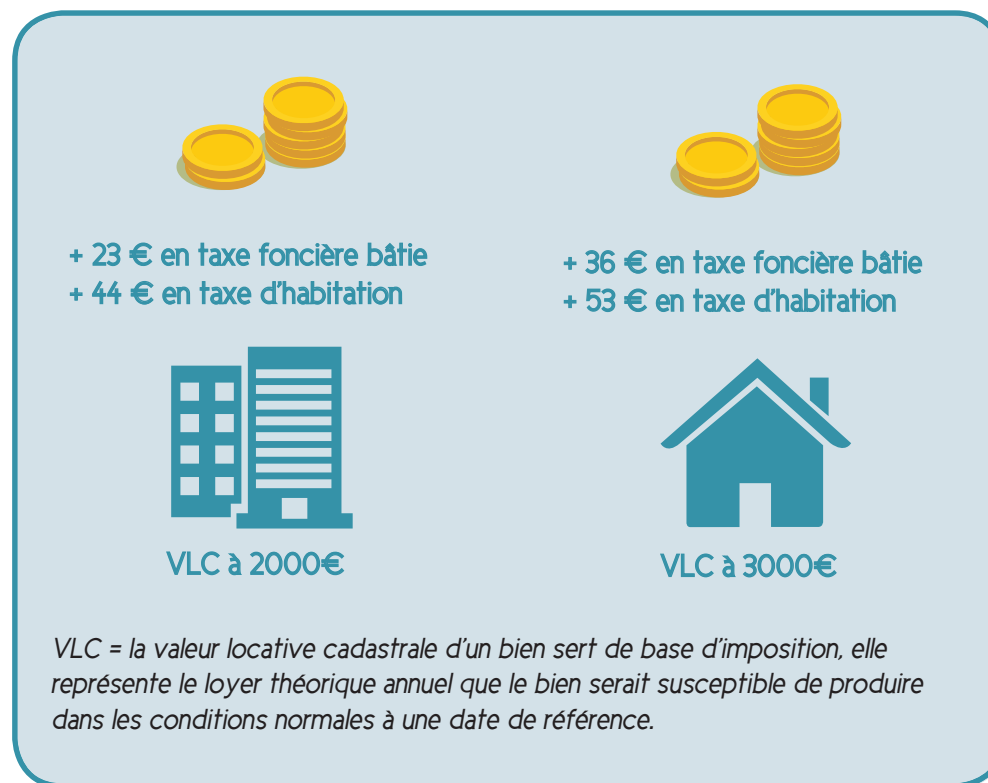 + 23 € en taxe foncière bâtie
+ 44 € en taxe d'habitation
VLC à 2000€
+ 36 € en taxe foncière bâtie
+ 53 € en taxe d'habitation
VLC à 3000€
VLC = la valeur locative cadastrale d'un bien sert de base d'imposition, elle
représente le loyer théorique annuel que le bien serait susceptible de produire
dans les conditions normales à une date de référence.